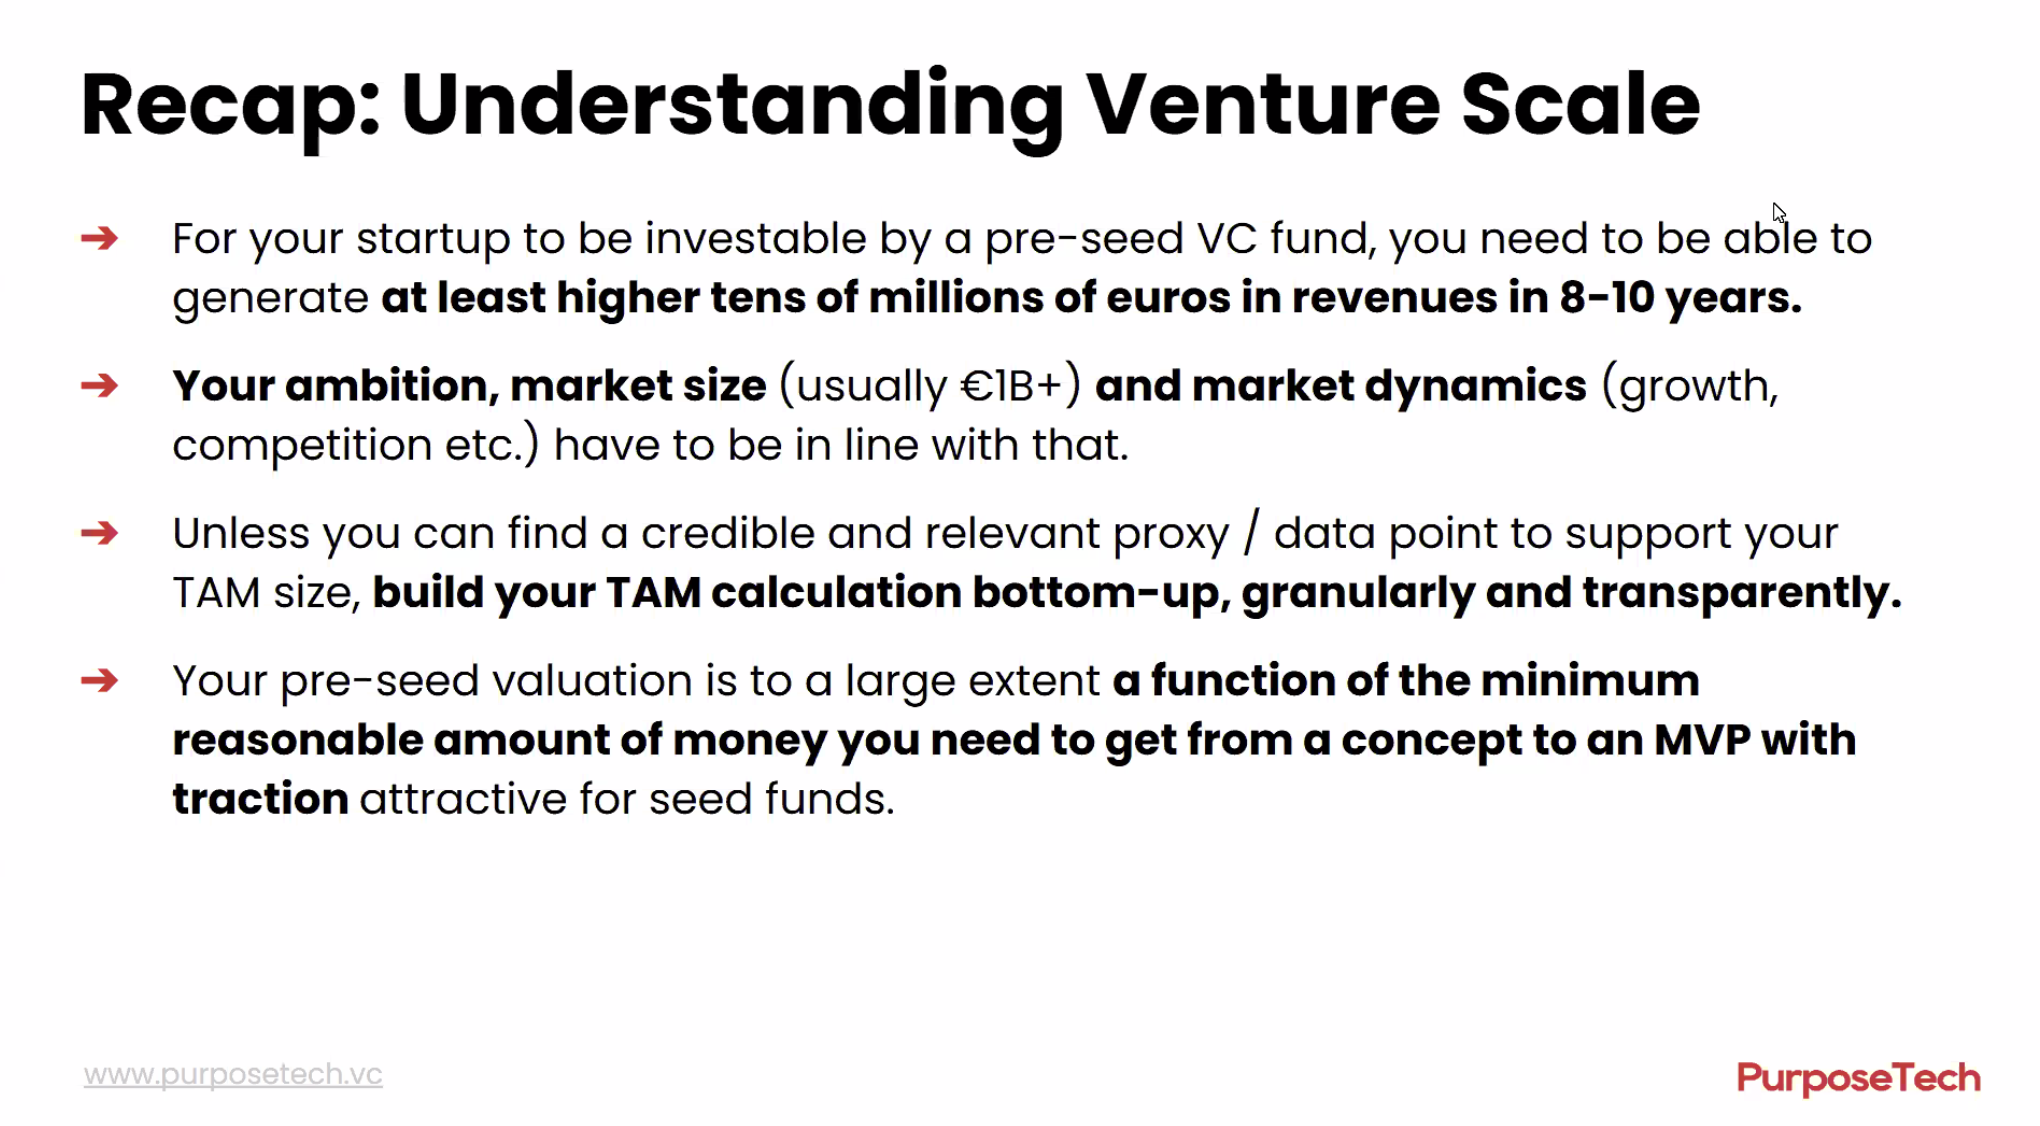 Recap: Understanding Venture Scale
➔ For your startup to be investable by a pre-seed VC fund, you need to be able to
generate at least higher tens of millions of euros in revenues in 8-10 years.
➔ Your ambition, market size (usually €1B+) and market dynamics (growth,
competition etc.) have to be in line with that.
➔ Unless you can find a credible and relevant proxy / data point to support your
TAM size, build your TAM calculation bottom-up, granularly and transparently.
➔ Your pre-seed valuation is to a large extent a function of the minimum
reasonable amount of money you need to get from a concept to an MVP with
traction attractive for seed funds.
www.purposetech.vc
PurposeTech